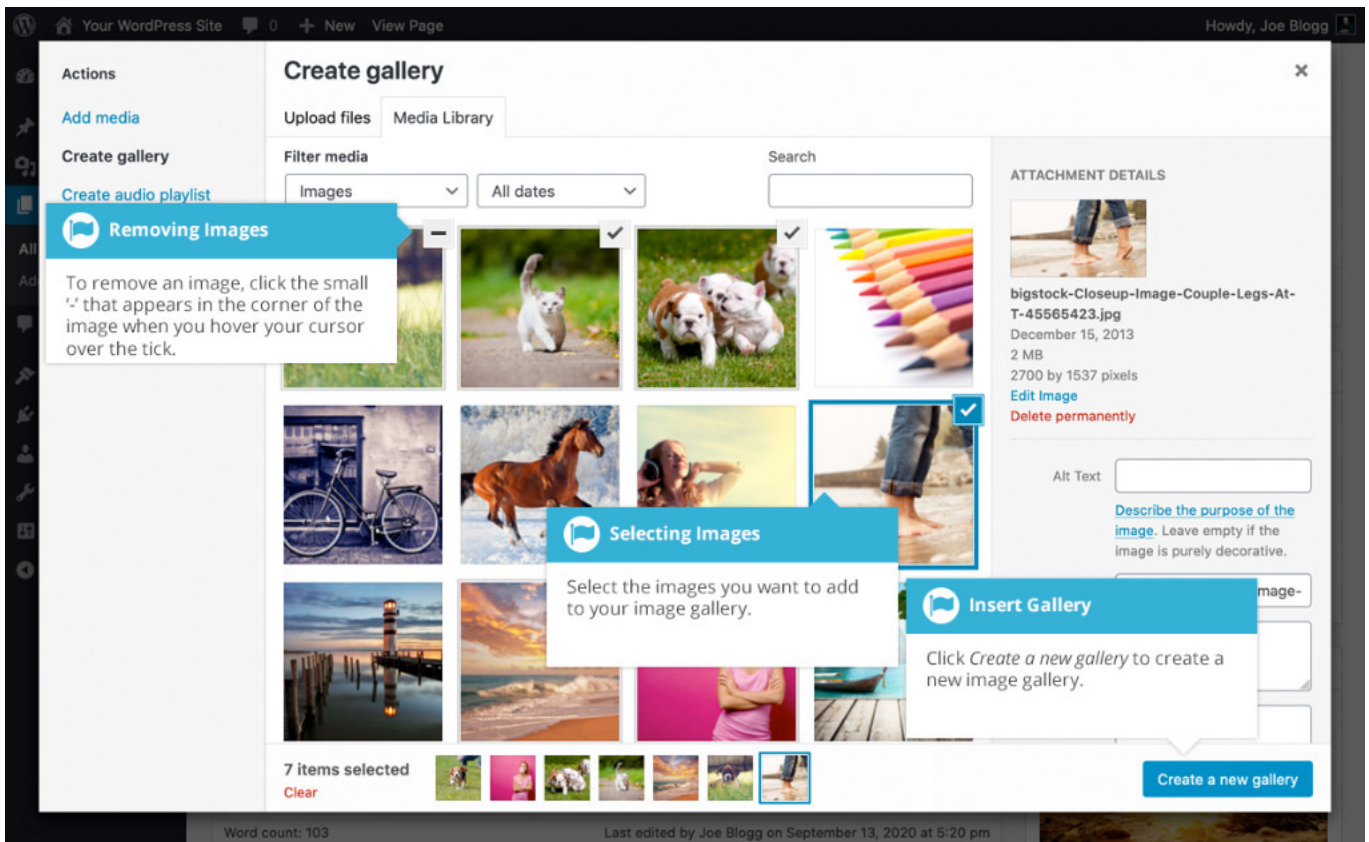 Your WordPress Site 0 + New View Page Howdy, Joe Blogg
Actions
Add media
Create gallery
Create audio playlist
Create gallery
Upload files Media Library
Filter media
Images All dates
Search
Removing Images
To remove an image, click the small
‘-’ that appears in the corner of the
image when you hover your cursor
over the tick.
All
Ad
ATTACHMENT DETAILS
bigstock-Closeup-Image-Couple-Legs-At-
T-45565423.jpg
December 15, 2013
2 MB
2700 by 1537 pixels
Edit Image
Delete permanently
Alt Text
Describe the purpose of the
image. Leave empty if the
image is purely decorative.
mage-
Selecting Images
Select the images you want to add
to your image gallery.
Insert Gallery
Click Create a new gallery to create a
new image gallery.
7 items selected
Clear
Create a new gallery
Word count: 103 Last edited by Joe Blogg on September 13, 2020 at 5:20 pm